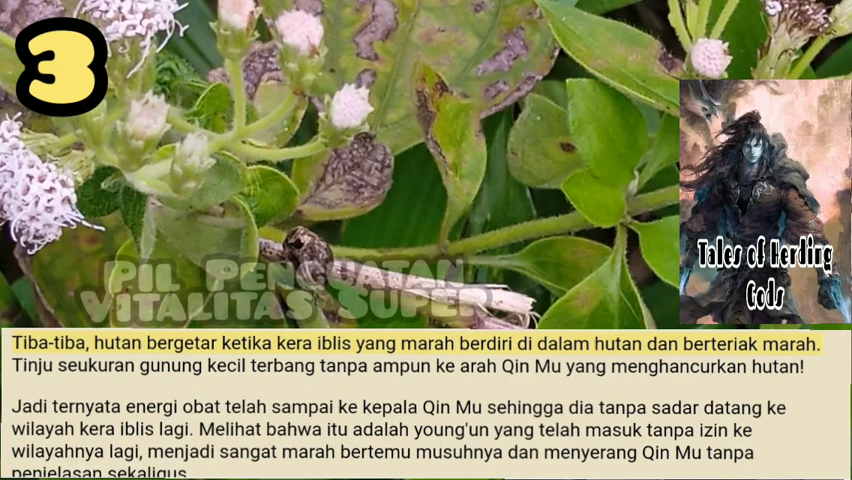 3
Tales of Herding
Gods
Pil Penguatan
Vitalitas Super
Tiba-tiba, hutan bergetar ketika kera iblis yang marah berdiri di dalam hutan dan berteriak marah.
Tinju seukuran gunung kecil terbang tanpa ampun ke arah Qin Mu yang menghancurkan hutan!
Jadi ternyata energi obat telah sampai ke kepala Qin Mu sehingga dia tanpa sadar datang ke
wilayah kera iblis lagi. Melihat bahwa itu adalah young'un yang telah masuk tanpa izin ke
wilayahnya lagi, menjadi sangat marah bertemu musuhnya dan menyerang Qin Mu tanpa
penjelasan sekaligus.